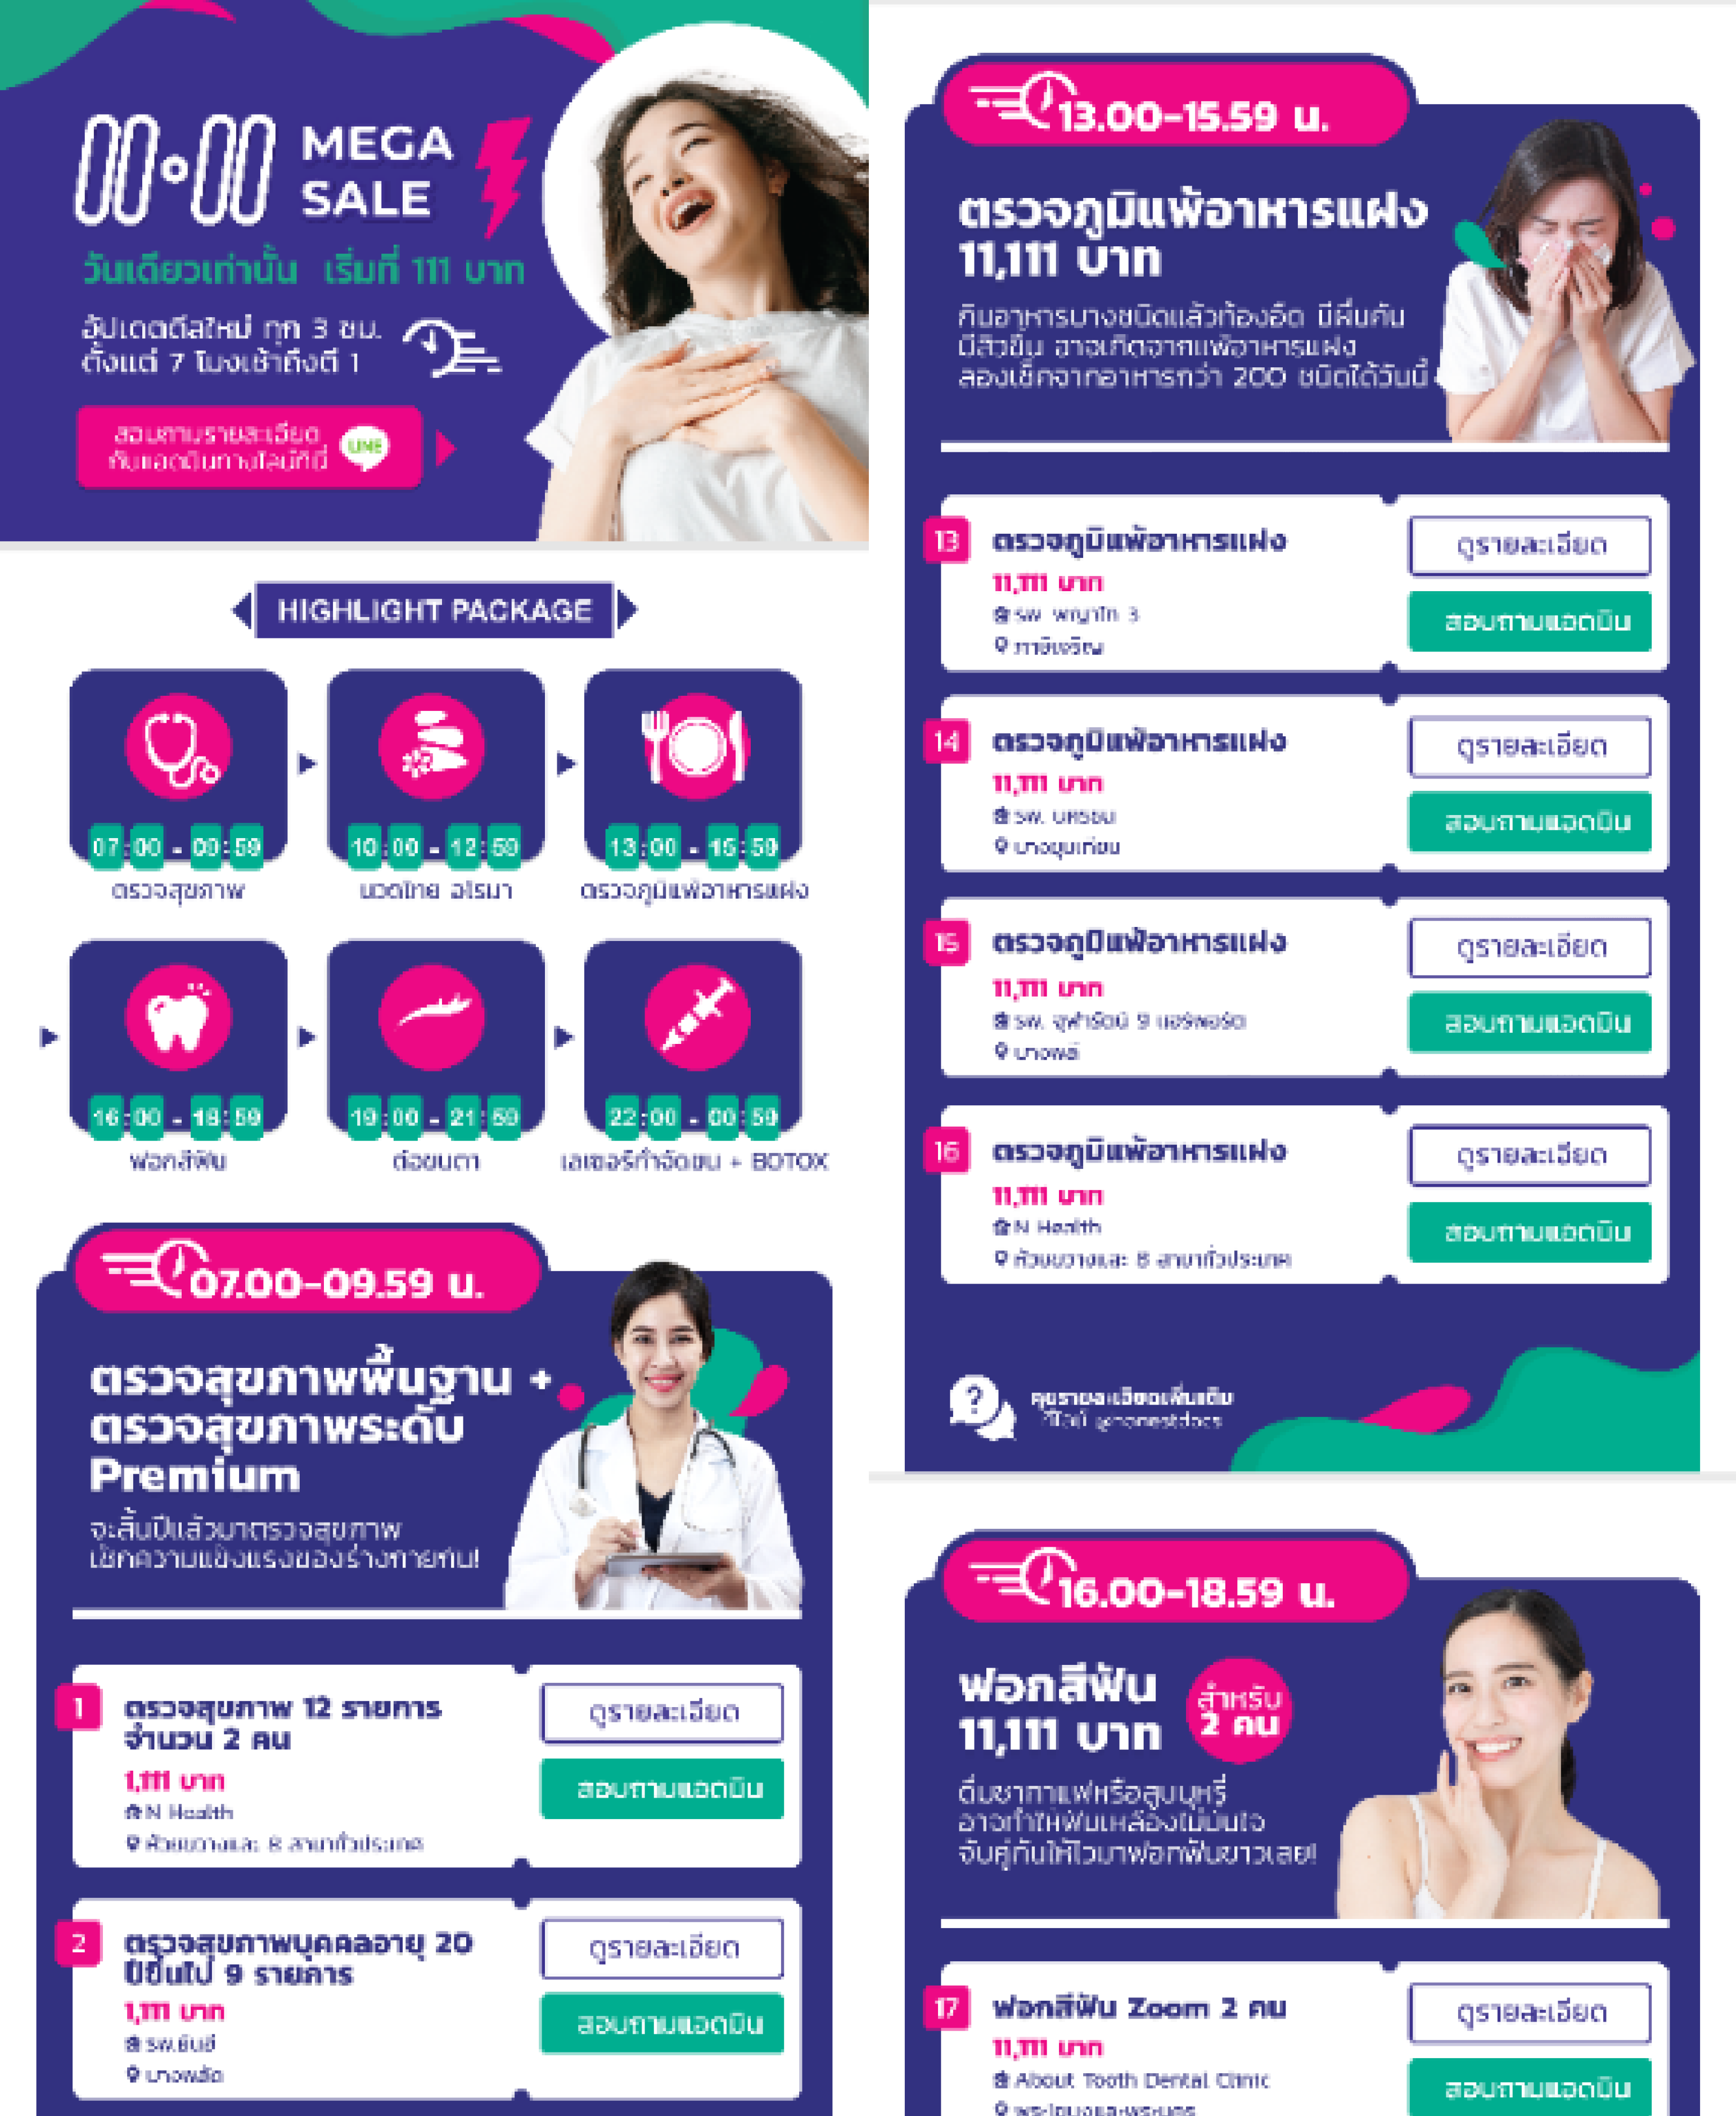 11.11
MEGA
SALE
วันเดียวเท่านั้น เริ่มที่ 111 บาท
อัปเดตดีลใหม่ ทุก 3 ชม.
ตั้งแต่ 7 โมงเช้าถึงตี 1
สอบถามรายละเอียด
กับแอดมินทางไลน์ที่นี่
LINE
HIGHLIGHT PACKAGE
07:00 - 09:59
ตรวจสุขภาพ
10:00 - 12:59
นวดไทย อโรมา
13:00 - 15:59
ตรวจภูมิแพ้อาหารแฝง
16:00 - 18:59
ฟอกสีฟัน
19:00 - 21:59
ต่อขนตา
22:00 - 00:59
เลเซอร์กำจัดขน + BOTOX
07.00-09.59 น.
ตรวจสุขภาพพื้นฐาน +
ตรวจสุขภาพระดับ
Premium
จะสิ้นปีแล้วมาตรวจสุขภาพ
เช็กความแข็งแรงของร่างกายกัน!
1
ตรวจสุขภาพ 12 รายการ
จำนวน 2 คน
1,111 บาท
N Health
ห้วยขวางและ 8 สาขาทั่วประเทศ
ดูรายละเอียด
สอบถามแอดมิน
2
ตรวจสุขภาพบุคคลอายุ 20
ปีขึ้นไป 9 รายการ
1,111 บาท
รพ.ยันฮี
บางพลัด
ดูรายละเอียด
สอบถามแอดมิน
13.00-15.59 น.
ตรวจภูมิแพ้อาหารแฝง
11,111 บาท
กินอาหารบางชนิดแล้วท้องอืด มีผื่นคัน
มีสิวขึ้น อาจเกิดจากแพ้อาหารแฝง
ลองเช็คจากอาหารกว่า 200 ชนิดได้วันนี้
13
ตรวจภูมิแพ้อาหารแฝง
11,111 บาท
รพ. พญาไท 3
ภาษีเจริญ
ดูรายละเอียด
สอบถามแอดมิน
14
ตรวจภูมิแพ้อาหารแฝง
11,111 บาท
รพ. นครธน
บางขุนเทียน
ดูรายละเอียด
สอบถามแอดมิน
15
ตรวจภูมิแพ้อาหารแฝง
11,111 บาท
รพ. จุฬารัตน์ 9 แอร์พอร์ต
บางพลี
ดูรายละเอียด
สอบถามแอดมิน
16
ตรวจภูมิแพ้อาหารแฝง
11,111 บาท
N Health
ห้วยขวางและ 8 สาขาทั่วประเทศ
ดูรายละเอียด
สอบถามแอดมิน
?
รายละเอียดเพิ่มเติม
@honestdocs
16.00-18.59 น.
ฟอกสีฟัน
11,111 บาท
สำหรับ
2 คน
ดื่มชากาแฟหรือสูบบุหรี่
อาจทำให้ฟันเหลืองไม่มั่นใจ
จับคู่กันให้ไวมาฟอกฟันขาวเลย!
17
ฟอกสีฟัน Zoom 2 คน
11,111 บาท
About Tooth Dental Clinic
ดูรายละเอียด
สอบถามแอดมิน